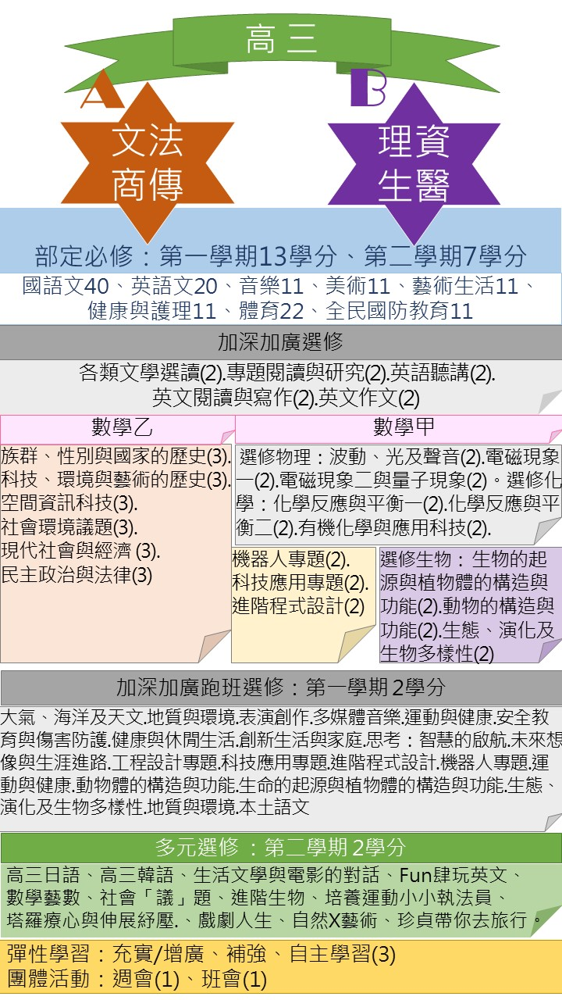 高三
A
文法
商傳
B
理資
生醫
部定必修：第一學期13學分、第二學期7學分
國語文40、英語文20、音樂11、美術11、藝術生活11、
健康與護理11、體育22、全民國防教育11
加深加廣選修
各類文學選讀(2).專題閱讀與研究(2).英語聽講(2).
英文閱讀與寫作(2).英文作文(2)
數學乙
族群、性別與國家的歷史(3).
科技、環境與藝術的歷史(3).
空間資訊科技(3).
社會環境議題(3).
現代社會與經濟(3).
民主政治與法律(3)
數學甲
選修物理：波動、光及聲音(2).電磁現象
一(2).電磁現象二與量子現象(2)。選修化
學：化學反應與平衡一(2).化學反應與平
衡二(2).有機化學與應用科技(2).
機器人專題(2).
科技應用專題(2).
進階程式設計(2)
選修生物：生物的起
源與植物體的構造與
功能(2).動物的構造與
功能(2).生態、演化及
生物多樣性(2)
加深加廣跑班選修：第一學期2學分
大氣、海洋及天文.地質與環境.表演創作.多媒體音樂.運動與健康.安全教
育與傷害防護.健康與休閒生活.創新生活與家庭.思考：智慧的啟航.未來想
像與生涯進路.工程設計專題.科技應用專題.進階程式設計.機器人專題.運
動與健康.動物體的構造與功能.生命的起源與植物體的構造與功能.生態、
演化及生物多樣性.地質與環境.本土語文
多元選修：第二學期2學分
高三日語、高三韓語、生活文學與電影的對話、Fun肆玩英文、
數學藝數、社會「議」題、進階生物、培養運動小小執法員、
塔羅療心與伸展紓壓.、戲劇人生、自然X藝術、珍貞帶你去旅行。
彈性學習：充實/增廣、補強、自主學習(3)
團體活動：週會(1)、班會(1)